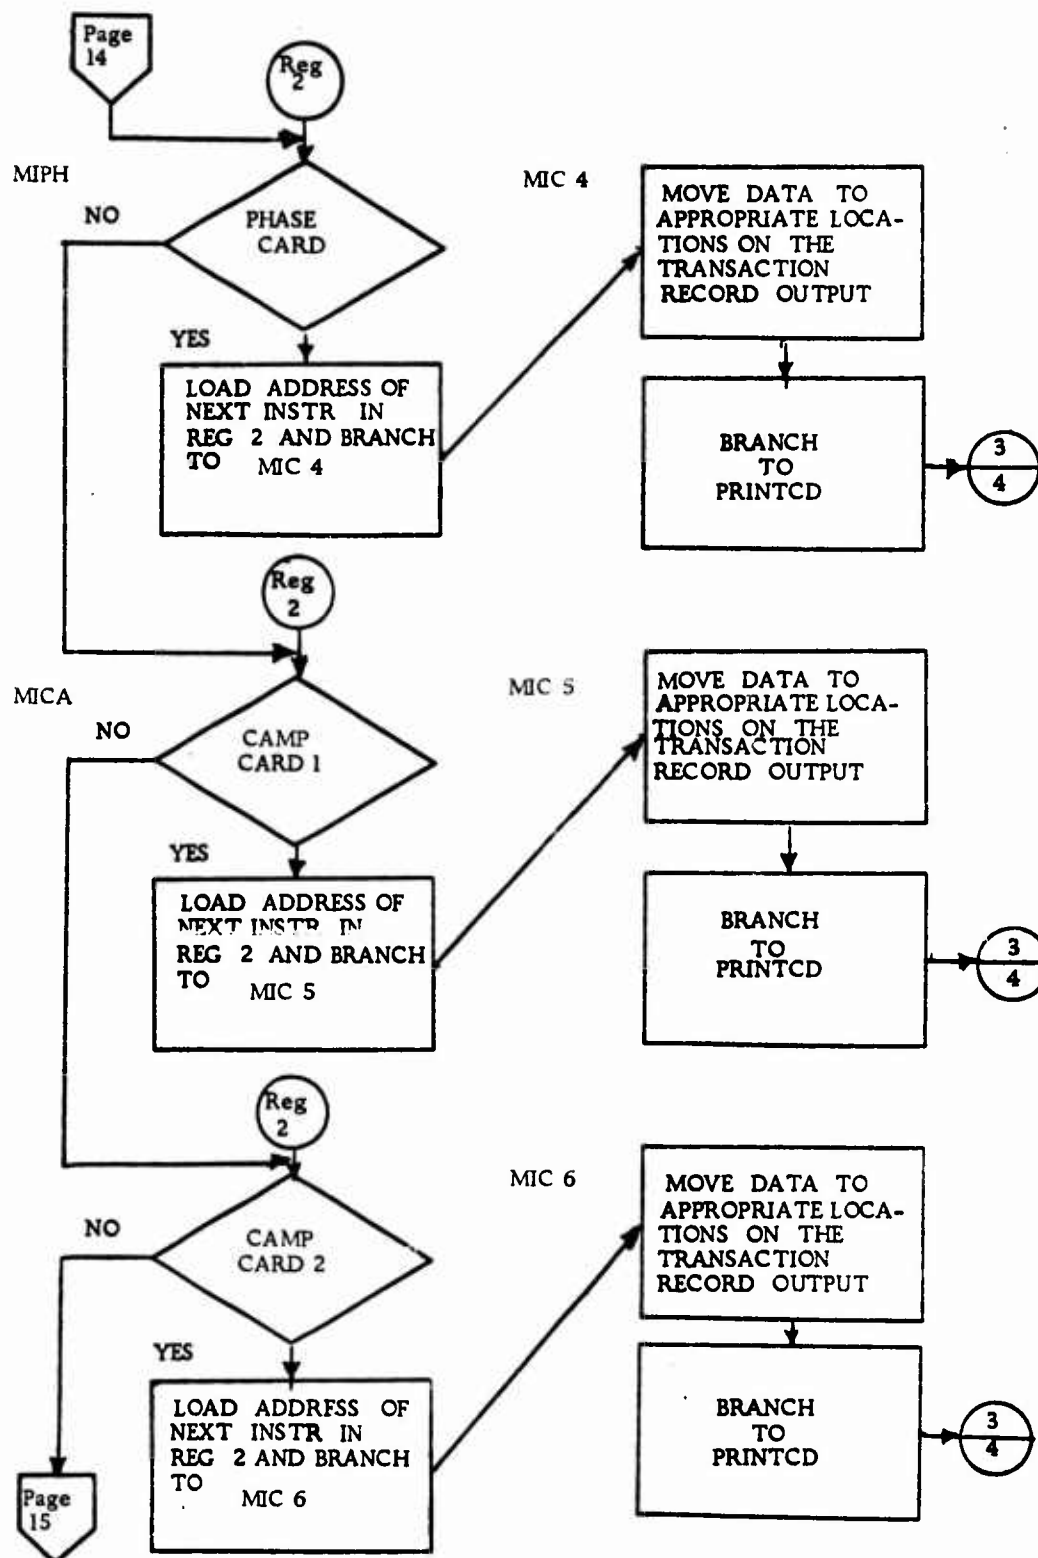 Page
14
Reg
2
MIPH
NO
PHASE
CARD
YES
LOAD ADDRESS OF
NEXT INSTR IN
REG 2 AND BRANCH
TO MIC 4
MIC 4
MOVE DATA TO
APPROPRIATE LOCA-
TIONS ON THE
TRANSACTION
RECORD OUTPUT
BRANCH
TO
PRINTCD
3
4
Reg
2
MICA
NO
CAMP
CARD 1
YES
LOAD ADDRESS OF
NEXT INSTR IN
REG 2 AND BRANCH
TO MIC 5
MIC 5
MOVE DATA TO
APPROPRIATE LOCA-
TIONS ON THE
TRANSACTION
RECORD OUTPUT
BRANCH
TO
PRINTCD
3
4
Reg
2
NO
CAMP
CARD 2
YES
LOAD ADDRESS OF
NEXT INSTR IN
REG 2 AND BRANCH
TO MIC 6
MIC 6
MOVE DATA TO
APPROPRIATE LOCA-
TIONS ON THE
TRANSACTION
RECORD OUTPUT
BRANCH
TO
PRINTCD
3
4
Page
15